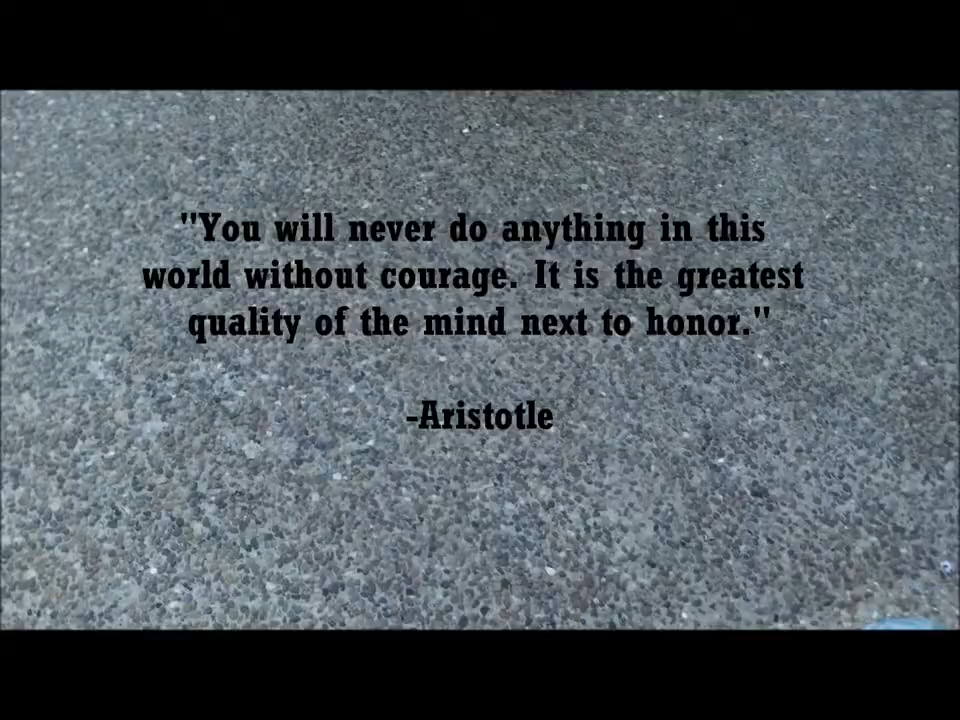 "You will never do anything in this
world without courage. It is the greatest
quality of the mind next to honor."
-Aristotle